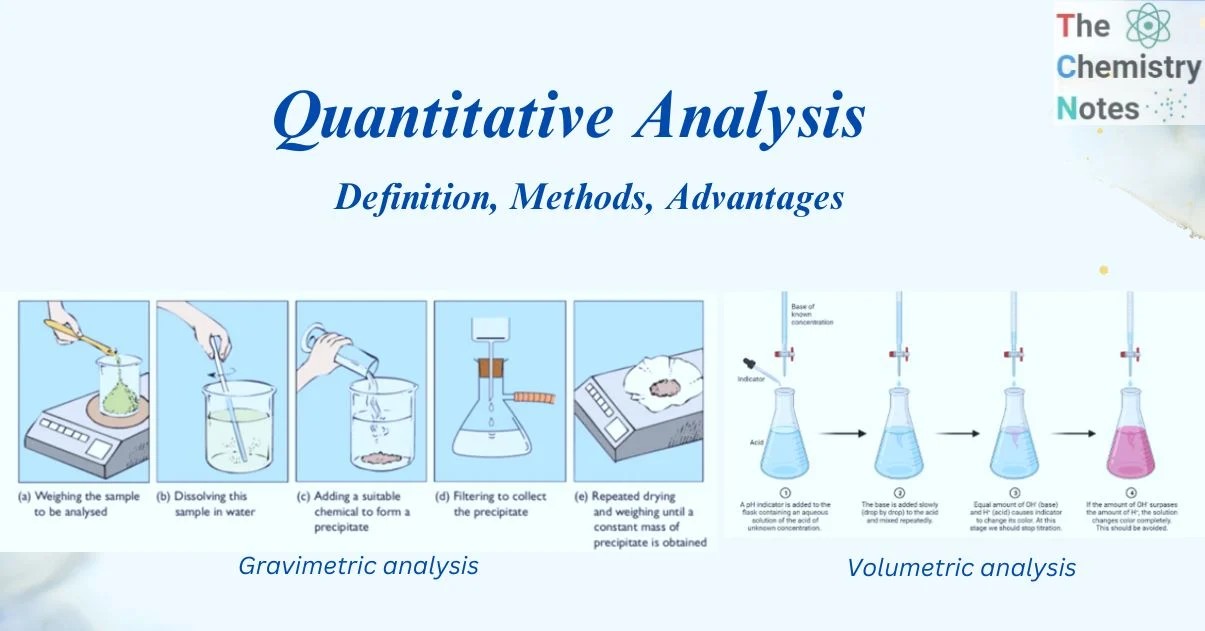 The
Chemistry
Notes
Quantitative Analysis
Definition, Methods, Advantages
(a) Weighing the sample
to be analysed
(b) Dissolving this
sample in water
(c) Adding a suitable
chemical to form a
precipitate
(d) Filtering to collect
the precipitate
(e) Repeated drying
and weighing until a
constant mass of
precipitate is obtained
Gravimetric analysis
Base of
known
concentration
Indicator
Acid
1
A pH indicator is added to the
flask containing an aqueous
solution of the acid of
unknown concentration.
2
The base is added slowly
(drop by drop) to the acid
and mixed repeatedly.
3
Equal amount of OH⁻ (base)
and H⁺ (acid) causes indicator
to change its color. At this
stage we should stop titration.
4
If the amount of OH⁻ surpases
the amount of H⁺, the solution
changes color completely.
This should be avoided.
Volumetric analysis